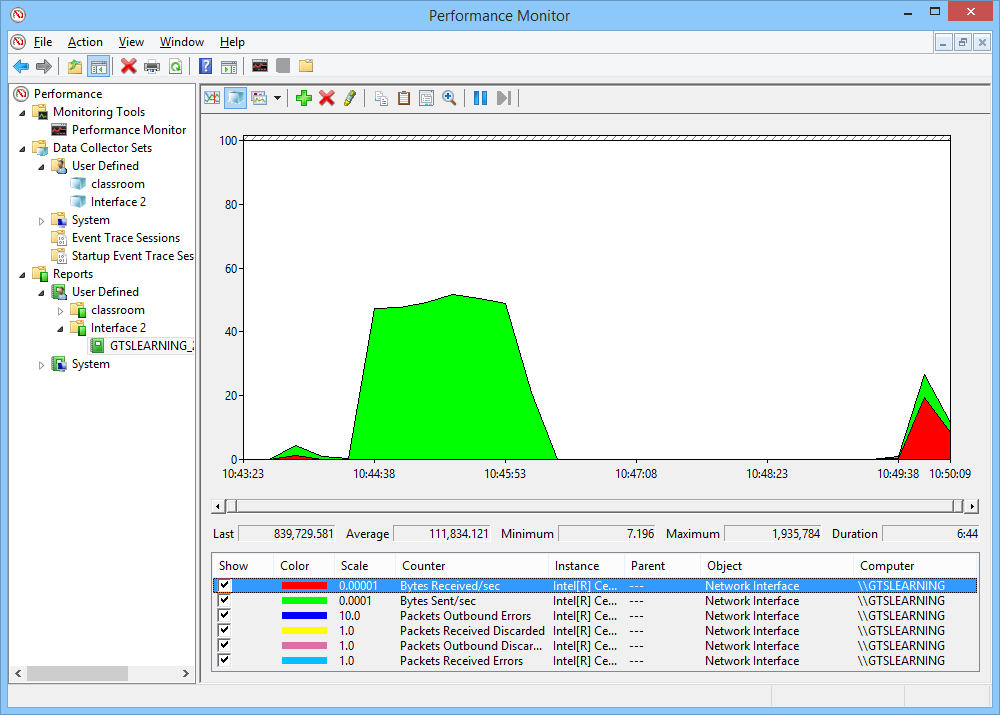 Performance Monitor
File Action View Window Help
Performance
Monitoring Tools
Performance Monitor
Data Collector Sets
User Defined
classroom
Interface 2
System
Event Trace Sessions
Startup Event Trace Ses
Reports
User Defined
classroom
Interface 2
GTSLEARNING_
System
100
80
60
40
20
0
10:43:23 10:44:38 10:45:53 10:47:08 10:48:23 10:49:38 10:50:09
Last 839,729.581 Average 111,834.121 Minimum 7.196 Maximum 1,935,784 Duration 6:44
Show Color Scale Counter Instance Parent Object Computer
0.00001 Bytes Received/sec Intel[R] Ce... --- Network Interface \\GTSLEARNING
0.0001 Bytes Sent/sec Intel[R] Ce... --- Network Interface \\GTSLEARNING
10.0 Packets Outbound Errors Intel[R] Ce... --- Network Interface \\GTSLEARNING
1.0 Packets Received Discarded Intel[R] Ce... --- Network Interface \\GTSLEARNING
1.0 Packets Outbound Discar... Intel[R] Ce... --- Network Interface \\GTSLEARNING
1.0 Packets Received Errors Intel[R] Ce... --- Network Interface \\GTSLEARNING